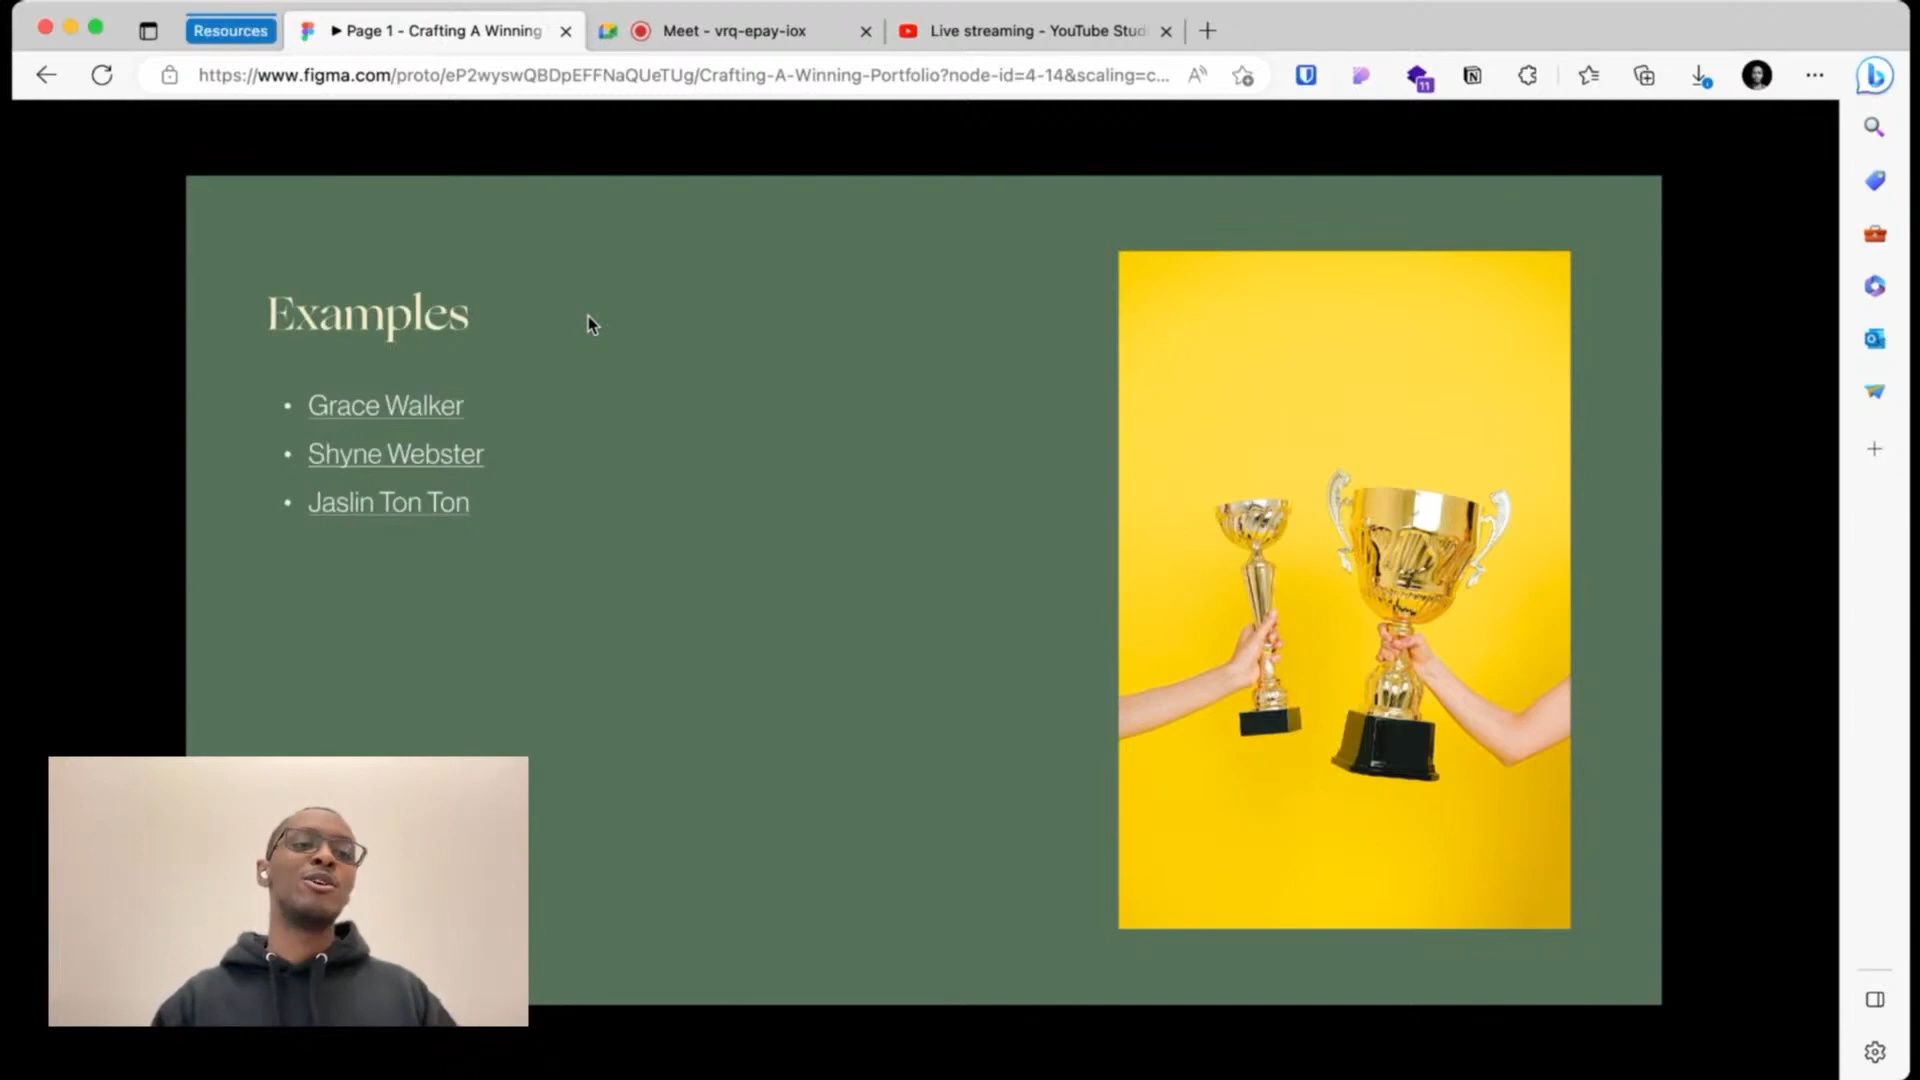 Resources
Page 1 - Crafting A Winning
Meet - vrq-epay-iox
Live streaming - YouTube Stud
https://www.figma.com/proto/eP2wyswQBDpEFFNaQUeTUg/Crafting-A-Winning-Portfolio?node-id=4-14&scaling=c...
11
Examples
• Grace Walker
• Shyne Webster
• Jaslin Ton Ton